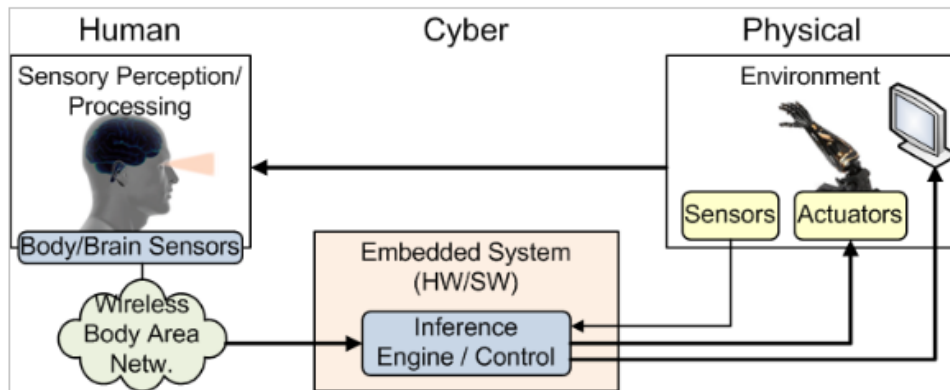 Human
Cyber
Physical
Sensory Perception/
Processing
Body/Brain Sensors
Wireless
Body Area
Netw.
Embedded System
(HW/SW)
Inference
Engine / Control
Environment
Sensors
Actuators